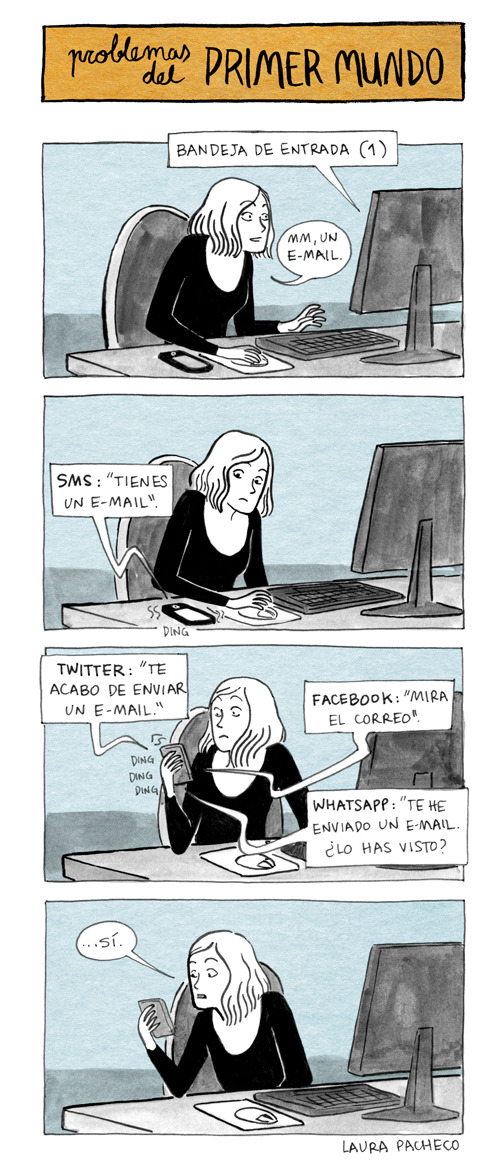 problemas
del PRIMER MUNDO
BANDEJA DE ENTRADA (1)
MM, UN
E-MAIL.
SMS: "TIENES
UN E-MAIL".
DING
TWITTER: "TE
ACABO DE ENVIAR
UN E-MAIL."
DING
DING
DING
FACEBOOK: "MIRA
EL CORREO".
WHATSAPP: "TE HE
ENVIADO UN E-MAIL.
¿LO HAS VISTO?
...SÍ.
LAURA PACHECO